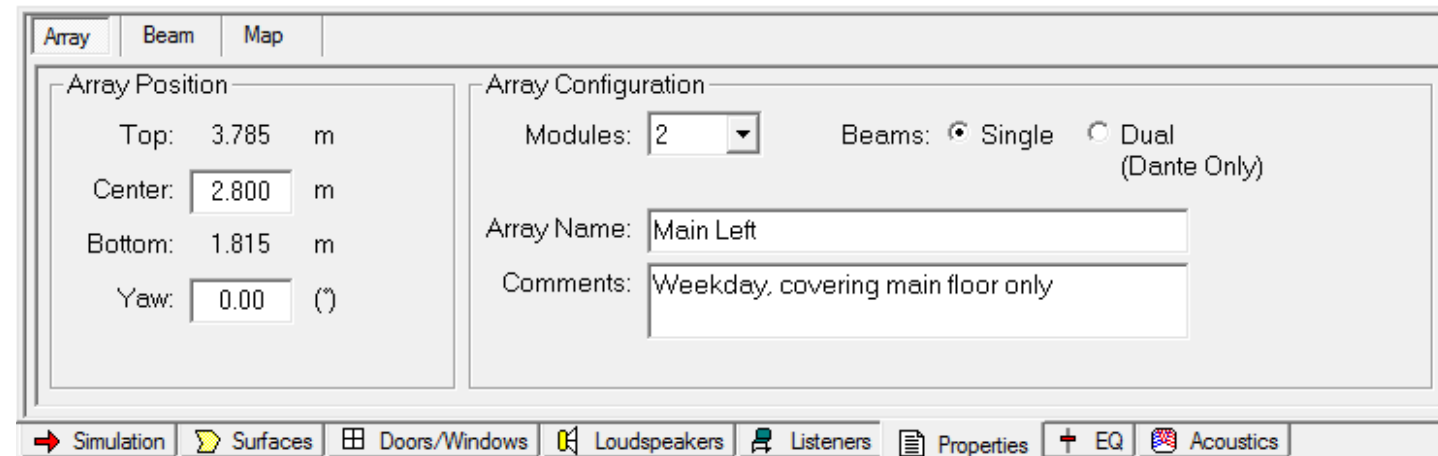 Array Beam Map
Array Position
Top: 3.785 m
Center: 2.800 m
Bottom: 1.815 m
Yaw: 0.00 (°)
Array Configuration
Modules: 2 Beams: Single Dual
(Dante Only)
Array Name: Main Left
Comments: Weekday, covering main floor only
Simulation Surfaces Doors/Windows Loudspeakers Listeners Properties EQ Acoustics